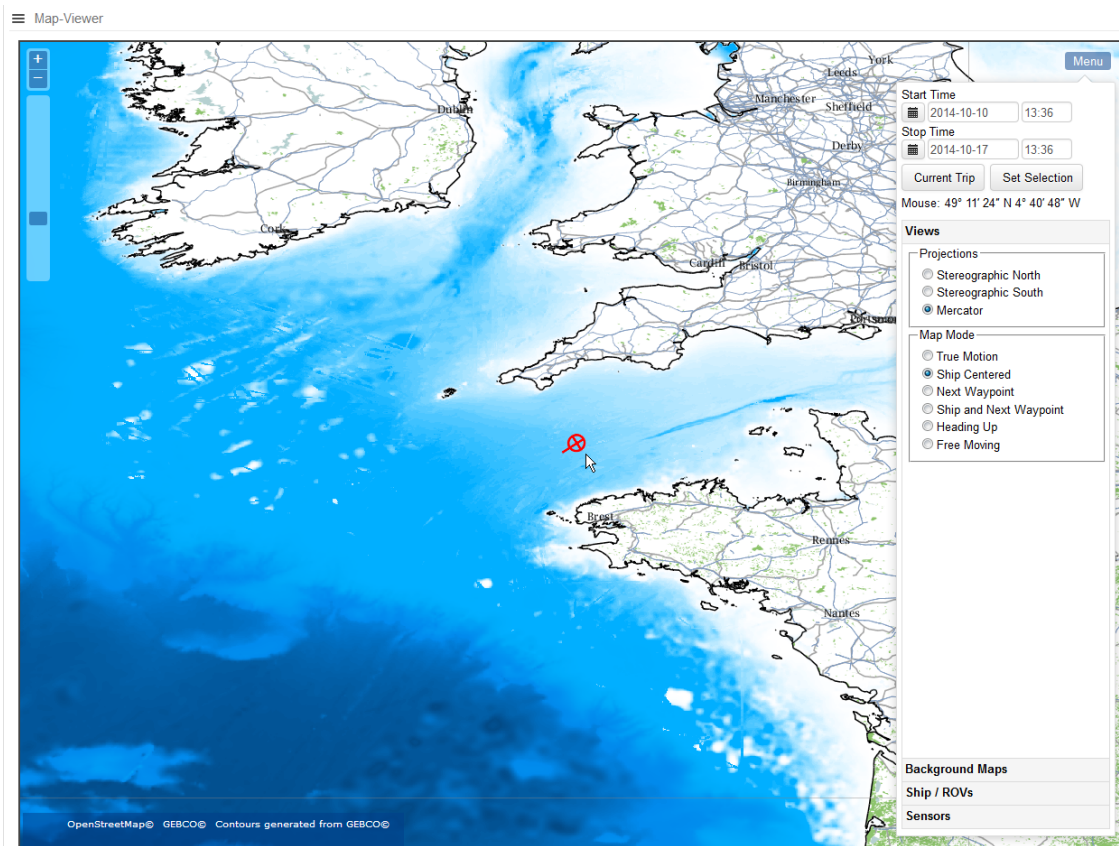 Map-Viewer
+
−
Menu
York
Leeds
Manchester
Sheffield
Dublin
Derby
Birmingham
Cork
Cardiff
Bristol
Brest
Rennes
Nantes
Start Time
2014-10-10 13:36
Stop Time
2014-10-17 13:36
Current Trip Set Selection
Mouse: 49° 11′ 24″ N 4° 40′ 48″ W
Views
Projections
Stereographic North
Stereographic South
Mercator
Map Mode
True Motion
Ship Centered
Next Waypoint
Ship and Next Waypoint
Heading Up
Free Moving
Background Maps
Ship / ROVs
Sensors
OpenStreetMap© GEBCO© Contours generated from GEBCO©